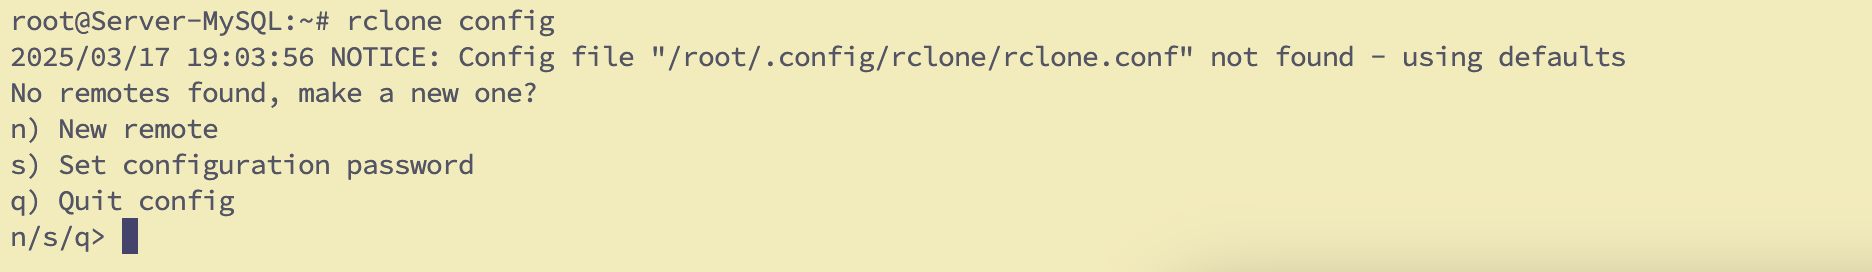 root@Server-MySQL:~# rclone config
2025/03/17 19:03:56 NOTICE: Config file "/root/.config/rclone/rclone.conf" not found - using defaults
No remotes found, make a new one?
n) New remote
s) Set configuration password
q) Quit config
n/s/q>